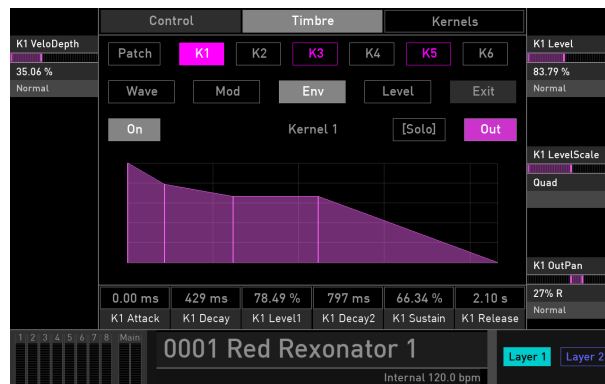 Control Timbre Kernels
K1 VeloDepth
35.06 %
Normal
Patch K1 K2 K3 K4 K5 K6
Wave Mod Env Level Exit
On Kernel 1 [Solo] Out
K1 Level
83.79 %
Normal
K1 LevelScale
Quad
K1 OutPan
27% R
Normal
0.00 ms 429 ms 78.49 % 797 ms 66.34 % 2.10 s
K1 Attack K1 Decay K1 Level1 K1 Decay2 K1 Sustain K1 Release
1 2 3 4 5 6 7 8 Main
0001 Red Rexonator 1
Internal 120.0 bpm
Layer 1 Layer 2